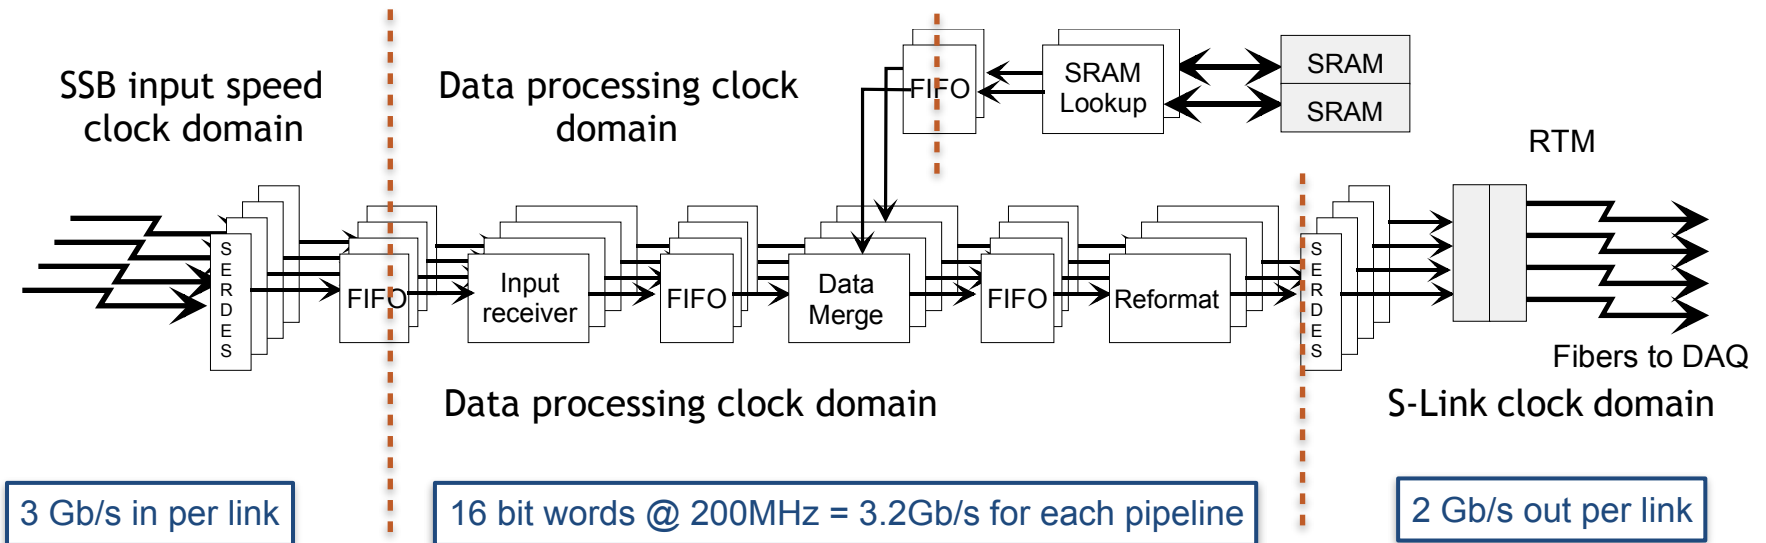 SSB input speed
clock domain
Data processing clock
domain
FIFO
SRAM
Lookup
SRAM
SRAM
RTM
SERDES
FIFO
Input
receiver
FIFO
Data
Merge
FIFO
Reformat
SERDES
Fibers to DAQ
Data processing clock domain
S-Link clock domain
3 Gb/s in per link
16 bit words @ 200MHz = 3.2Gb/s for each pipeline
2 Gb/s out per link